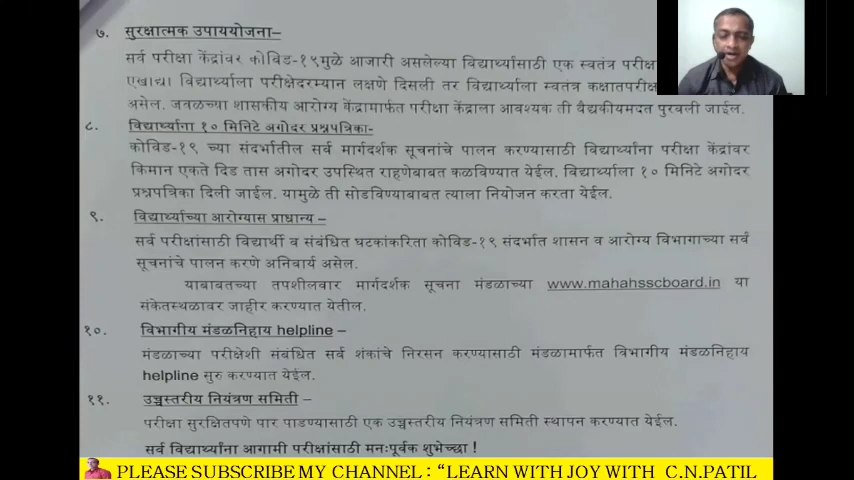 ७. सुरक्षात्मक उपाययोजना–
सर्व परीक्षा केंद्रांवर कोविड-१९मुळे आजारी असलेल्या विद्यार्थ्यासाठी एक स्वतंत्र परीक्षा
एखाद्या विद्यार्थ्याला परीक्षेदरम्यान लक्षणे दिसली तर विद्यार्थ्याला स्वतंत्र कक्षातपरीक्षा
असेल. जवळच्या शासकीय आरोग्य केंद्रामार्फत परीक्षा केंद्राला आवश्यक ती वैद्यकीयमदत पुरवली जाईल.
८. विद्यार्थ्यांना १० मिनिटे अगोदर प्रश्नपत्रिका-
कोविड-१९ च्या संदर्भातील सर्व मार्गदर्शक सूचनांचे पालन करण्यासाठी विद्यार्थ्यांना परीक्षा केंद्रांवर
किमान एकते दिड तास अगोदर उपस्थित राहणेबाबत कळविण्यात येईल. विद्यार्थ्याला १० मिनिटे अगोदर
प्रश्नपत्रिका दिली जाईल. यामुळे ती सोडविण्याबाबत त्याला नियोजन करता येईल.
९. विद्यार्थ्यांच्या आरोग्यास प्राधान्य –
सर्व परीक्षांसाठी विद्यार्थी व संबंधित घटकांकरिता कोविड-१९ संदर्भात शासन व आरोग्य विभागाच्या सर्व
सूचनांचे पालन करणे अनिवार्य असेल.
याबाबतच्या तपशीलवार मार्गदर्शक सूचना मंडळाच्या www.mahahsscboard.in या
संकेतस्थळावर जाहीर करण्यात येतील.
१०. विभागीय मंडळनिहाय helpline –
मंडळाच्या परीक्षेशी संबंधित सर्व शंकांचे निरसन करण्यासाठी मंडळामार्फत विभागीय मंडळनिहाय
helpline सुरु करण्यात येईल.
११. उच्चस्तरीय नियंत्रण समिती –
परीक्षा सुरक्षितपणे पार पाडण्यासाठी एक उच्चस्तरीय नियंत्रण समिती स्थापन करण्यात येईल.
सर्व विद्यार्थ्यांना आगामी परीक्षांसाठी मनःपूर्वक शुभेच्छा !
PLEASE SUBSCRIBE MY CHANNEL : “LEARN WITH JOY WITH C.N.PATIL